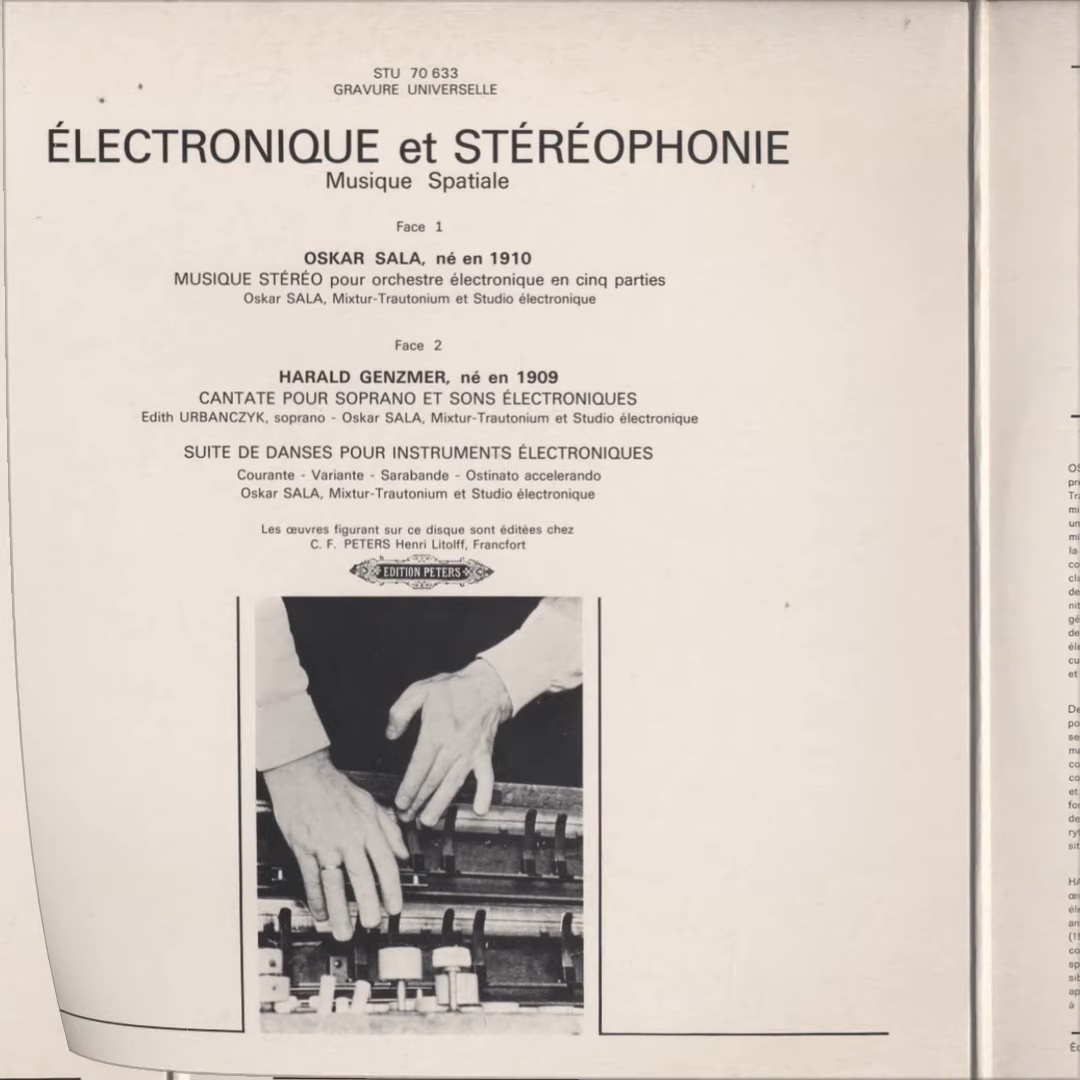 STU 70 633
GRAVURE UNIVERSELLE
ÉLECTRONIQUE et STÉRÉOPHONIE
Musique Spatiale
Face 1
OSKAR SALA, né en 1910
MUSIQUE STÉRÉO pour orchestre électronique en cinq parties
Oskar SALA, Mixtur-Trautonium et Studio électronique
Face 2
HARALD GENZMER, né en 1909
CANTATE POUR SOPRANO ET SONS ÉLECTRONIQUES
Edith URBANCZYK, soprano - Oskar SALA, Mixtur-Trautonium et Studio électronique
SUITE DE DANSES POUR INSTRUMENTS ÉLECTRONIQUES
Courante - Variante - Sarabande - Ostinato accelerando
Oskar SALA, Mixtur-Trautonium et Studio électronique
Les œuvres figurant sur ce disque sont éditées chez
C. F. PETERS Henri Litolff, Francfort
EDITION PETERS